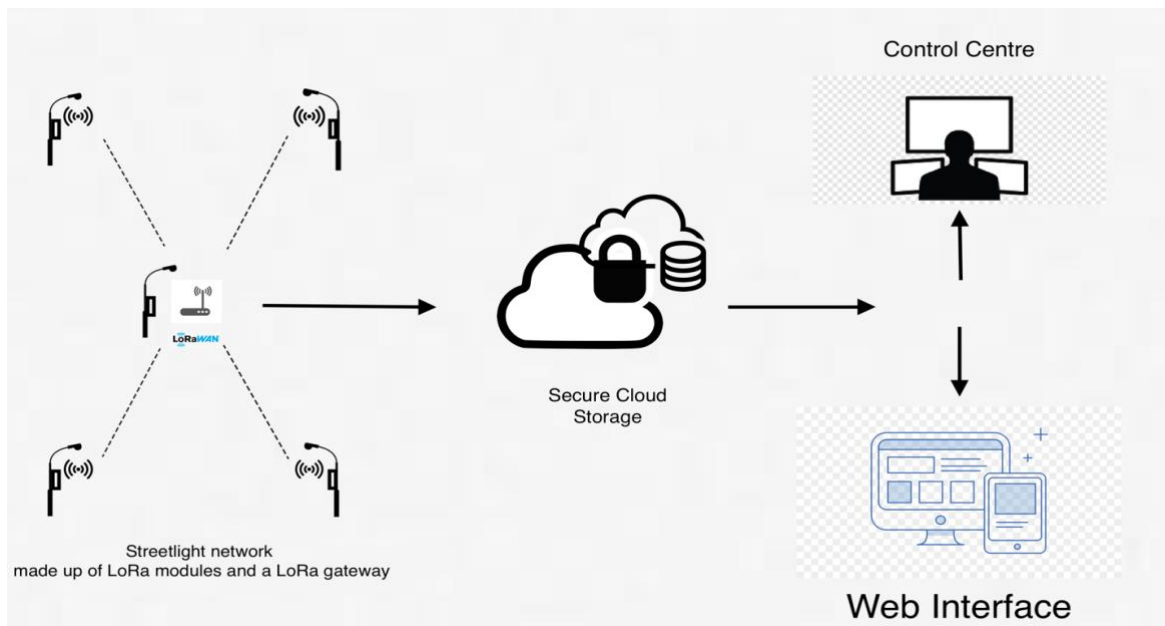 Control Centre
LoRaWAN
Secure Cloud
Storage
Streetlight network
made up of LoRa modules and a LoRa gateway
Web Interface